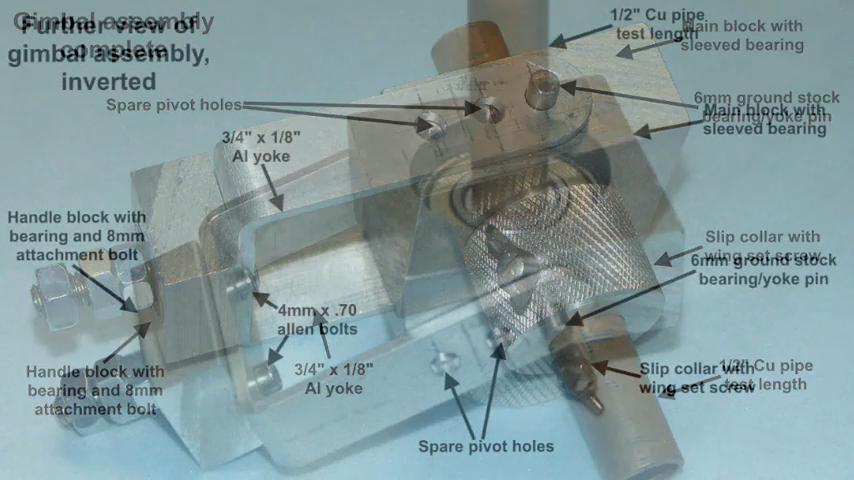 Gimbal assembly
complete
Further view of
gimbal assembly,
inverted
1/2" Cu pipe
test length
Main block with
sleeved bearing
Spare pivot holes
6mm ground stock
bearing/yoke pin
Main block with
sleeved bearing
3/4" x 1/8"
Al yoke
Handle block with
bearing and 8mm
attachment bolt
Slip collar with
wing set screw
6mm ground stock
bearing/yoke pin
4mm x .70
allen bolts
3/4" x 1/8"
Al yoke
Handle block with
bearing and 8mm
attachment bolt
Slip collar with
wing set screw
1/2" Cu pipe
test length
Spare pivot holes